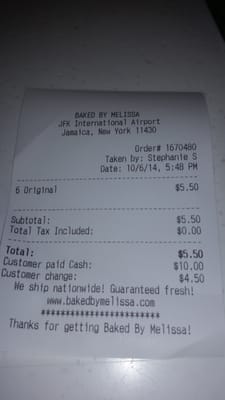 BAKED BY MELISSA
JFK International Airport
Jamaica, New York 11430
Order# 1670480
Taken by: Stephanie S
Date: 10/6/14, 5:48 PM
6 Original $5.50
Subtotal: $5.50
Total Tax Included: $0.00
Total: $5.50
Customer paid Cash: $10.00
Customer change: $4.50
We ship nationwide! Guaranteed fresh!
www.bakedbymelissa.com
************************
Thanks for getting Baked By Melissa!